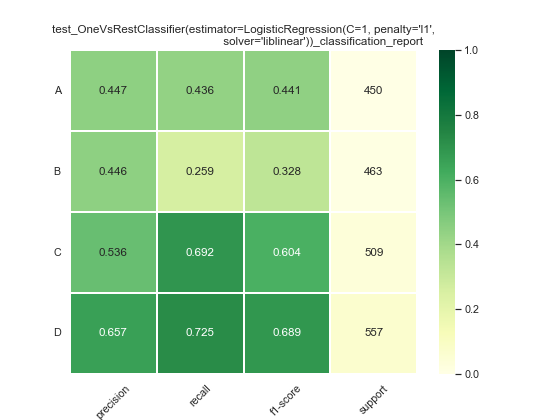 test_OneVsRestClassifier(estimator=LogisticRegression(C=1, penalty='l1',
solver='liblinear'))_classification_report
A 0.447 0.436 0.441 450
B 0.446 0.259 0.328 463
C 0.536 0.692 0.604 509
D 0.657 0.725 0.689 557
precision recall f1-score support
1.0
0.8
0.6
0.4
0.2
0.0